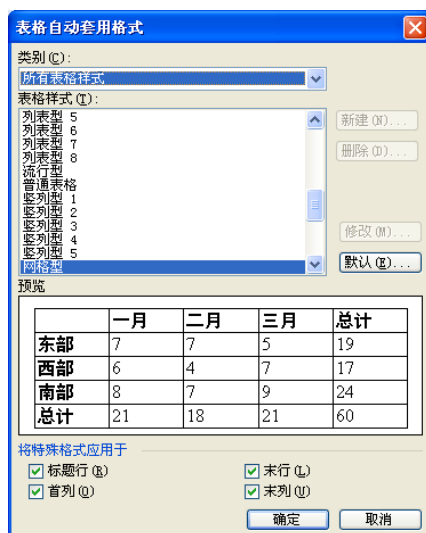 表格自动套用格式
类别(C):
所有表格样式
表格样式(T):
列表型 5
列表型 6
列表型 7
列表型 8
流行型
普通表格
竖列型 1
竖列型 2
竖列型 3
竖列型 4
竖列型 5
网格型
新建(N)...
删除(D)...
修改(M)...
默认(E)...
预览
一月 二月 三月 总计
东部 7 7 5 19
西部 6 4 7 17
南部 8 7 9 24
总计 21 18 21 60
将特殊格式应用于
标题行(R) 末行(L)
首列(O) 末列(U)
确定 取消